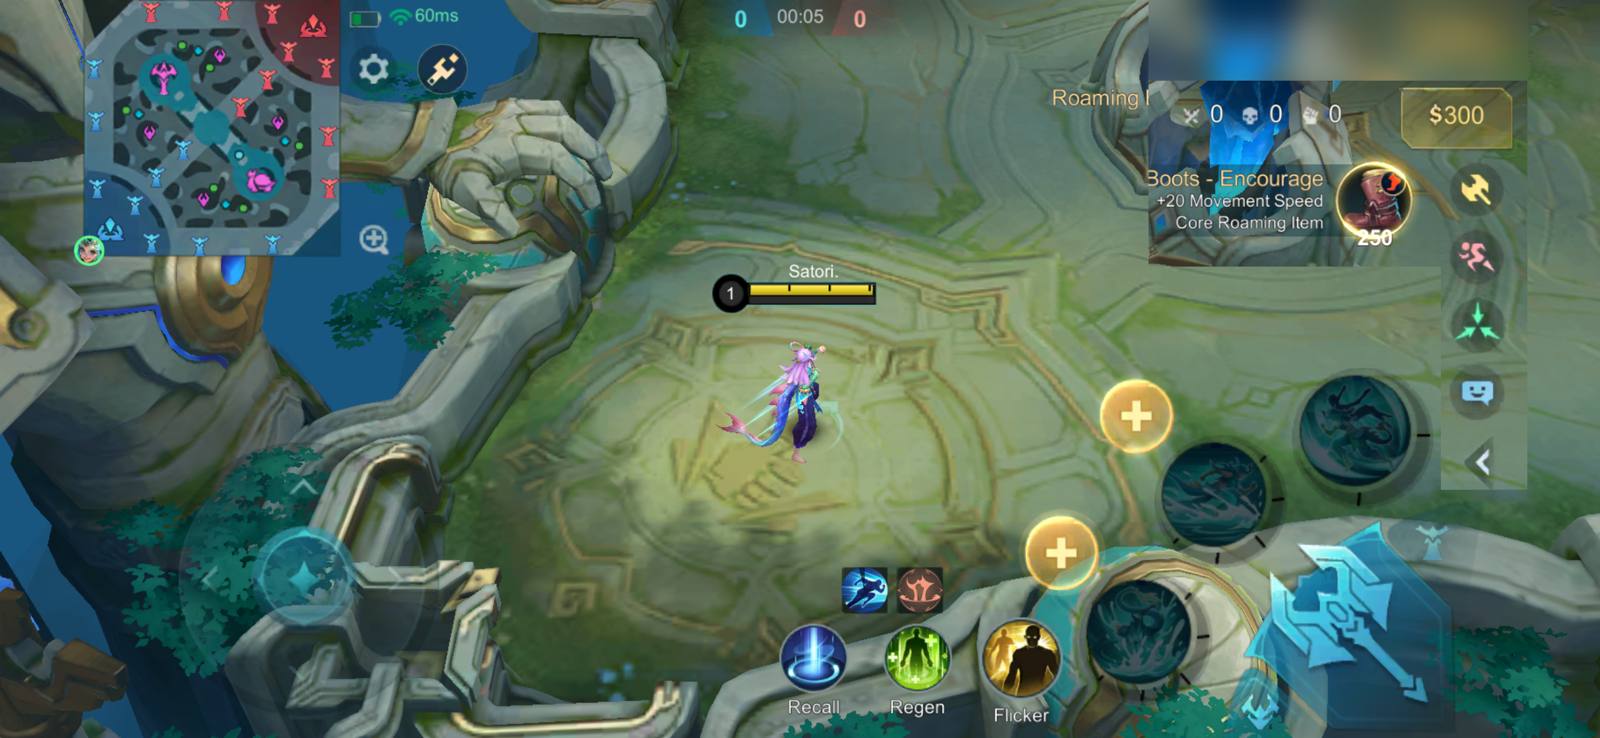 60ms
0
00:05
0
Roaming
0
0
0
$300
Boots - Encourage
+20 Movement Speed
Core Roaming Item
250
Satori.
1
Recall
Regen
Flicker